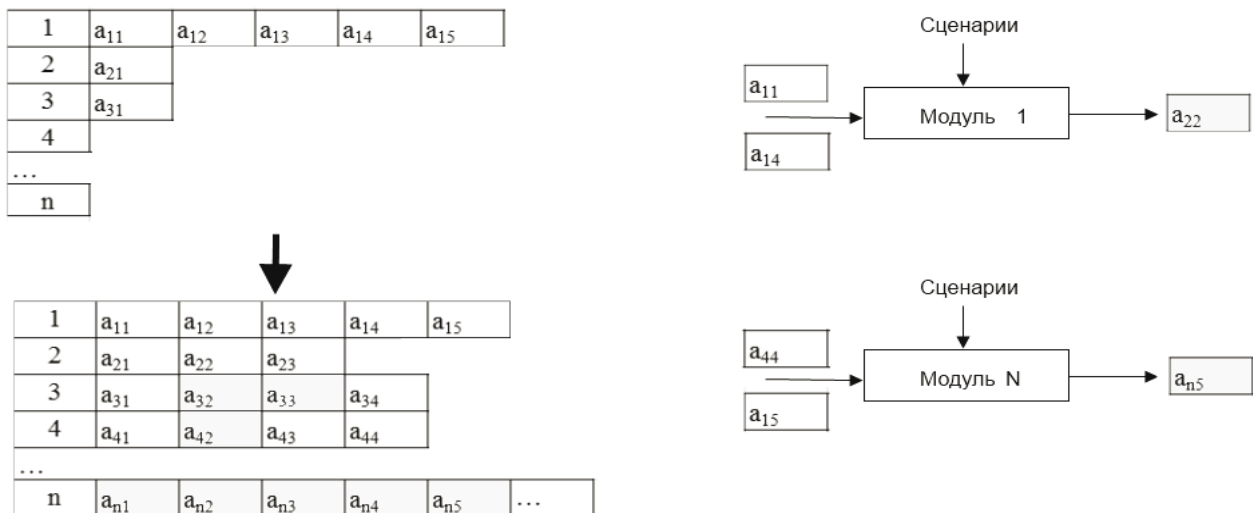 1 a₁₁ a₁₂ a₁₃ a₁₄ a₁₅
2 a₂₁
3 a₃₁
4
...
n
1 a₁₁ a₁₂ a₁₃ a₁₄ a₁₅
2 a₂₁ a₂₂ a₂₃
3 a₃₁ a₃₂ a₃₃ a₃₄
4 a₄₁ a₄₂ a₄₃ a₄₄
...
n aₙ₁ aₙ₂ aₙ₃ aₙ₄ aₙ₅ ...
Сценарии
a₁₁
Модуль 1
a₂₂
a₁₄
Сценарии
a₄₄
Модуль N
aₙ₅
a₁₅